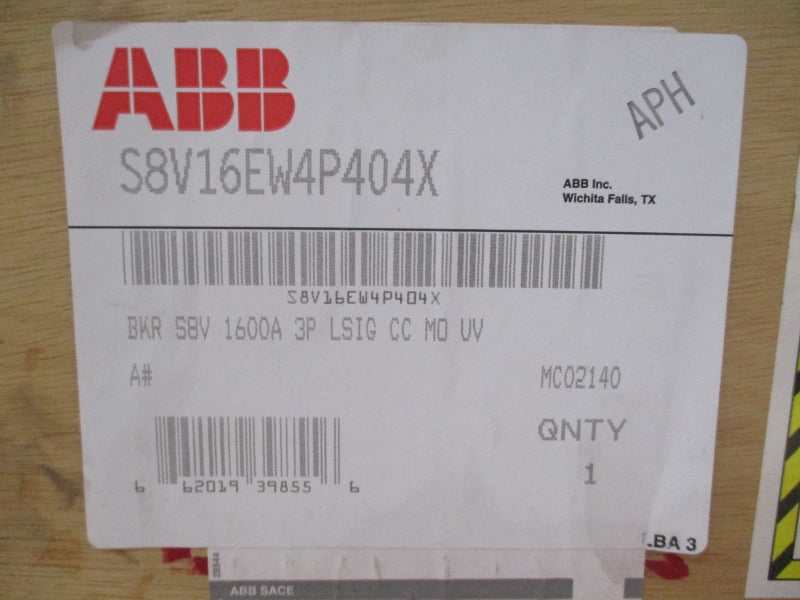 ABB
APH
S8V16EW4P404X
ABB Inc.
Wichita Falls, TX
S8V16EW4P404X
BKR S8V 1600A 3P LSIG CC MO UV
A#
MC02140
QNTY
1
6 62019 39855 6
LBA 3
28544
ABB SACE